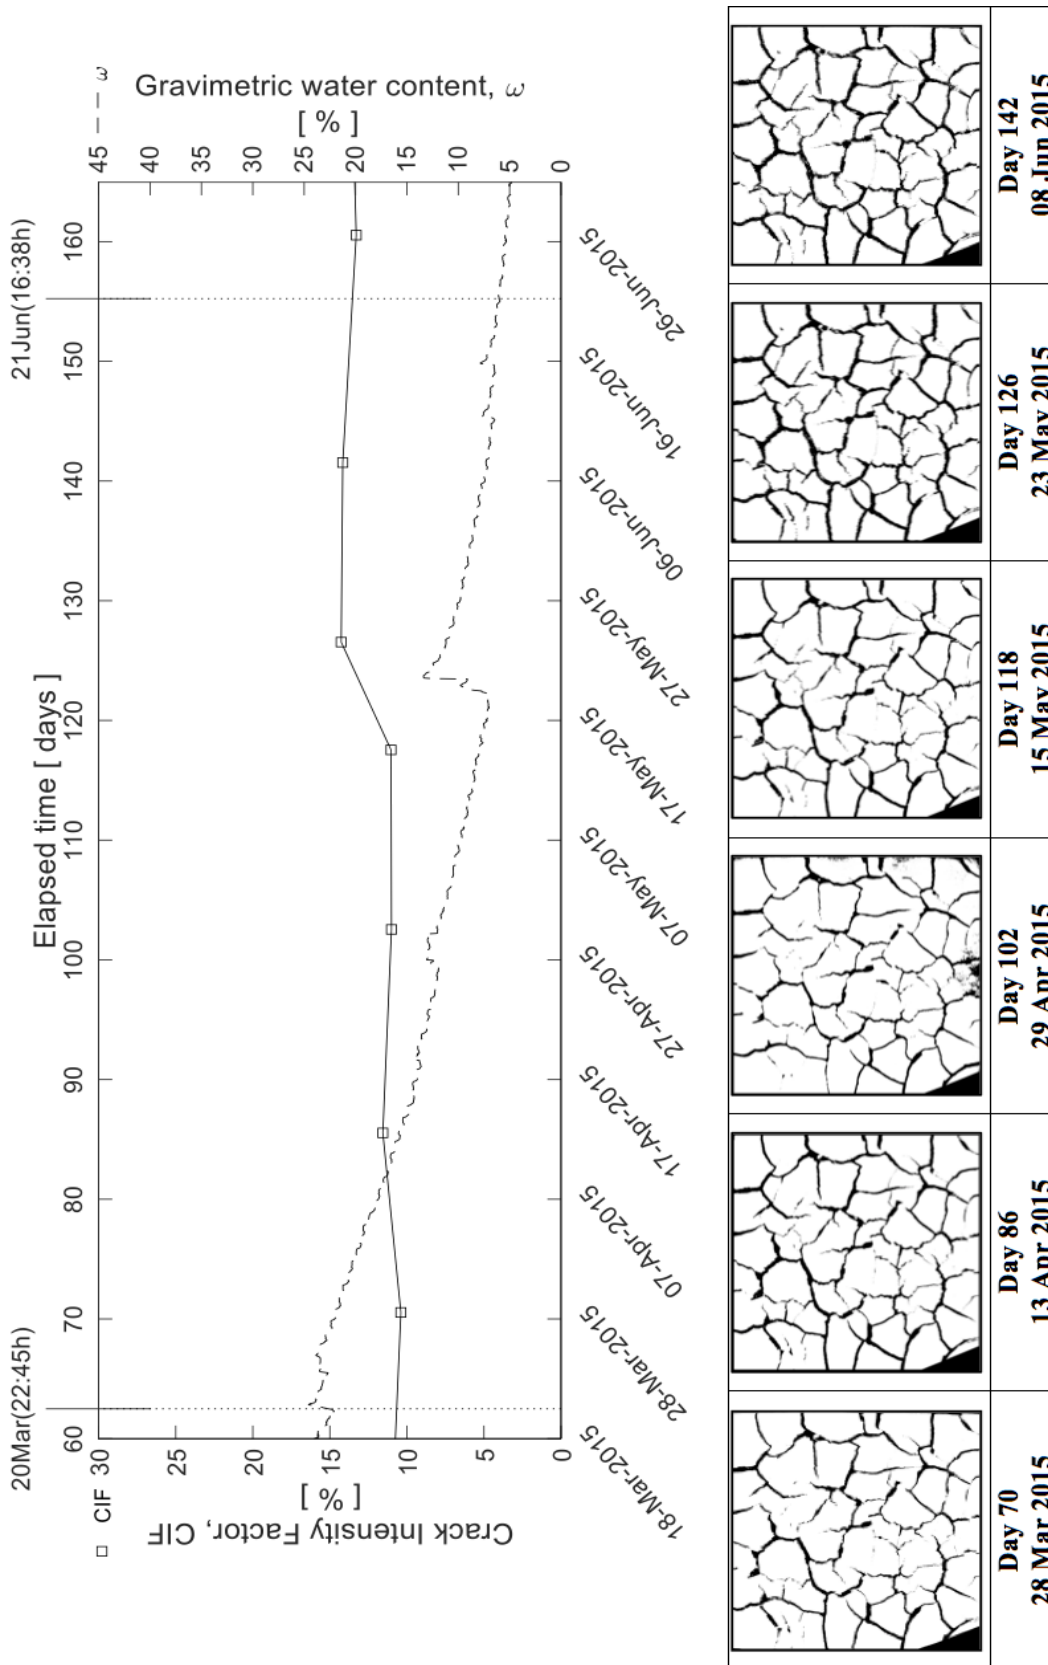 20Mar(22:45h)
21Jun(16:38h)
Elapsed time [ days ]
60 70 80 90 100 110 120 130 140 150 160
CIF
ω
Crack Intensity Factor, CIF
[ % ]
30
25
20
15
10
5
0
Gravimetric water content, ω
[ % ]
45
40
35
30
25
20
15
10
5
0
18-Mar-2015
28-Mar-2015
07-Apr-2015
17-Apr-2015
27-Apr-2015
07-May-2015
17-May-2015
27-May-2015
06-Jun-2015
16-Jun-2015
26-Jun-2015
Day 70
28 Mar 2015
Day 86
13 Apr 2015
Day 102
29 Apr 2015
Day 118
15 May 2015
Day 126
23 May 2015
Day 142
08 Jun 2015